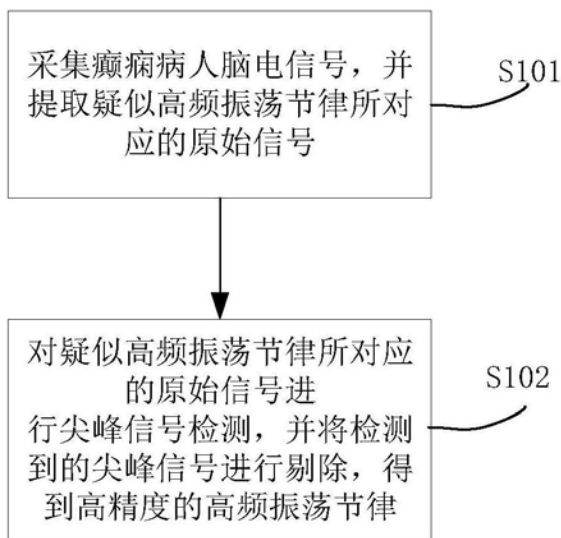 采集癫痫病人脑电信号，并
提取疑似高频振荡节律所对
应的原始信号
S101
对疑似高频振荡节律所对应
的原始信号进
行尖峰信号检测，并将检测
到的尖峰信号进行剔除，得
到高精度的高频振荡节律
S102